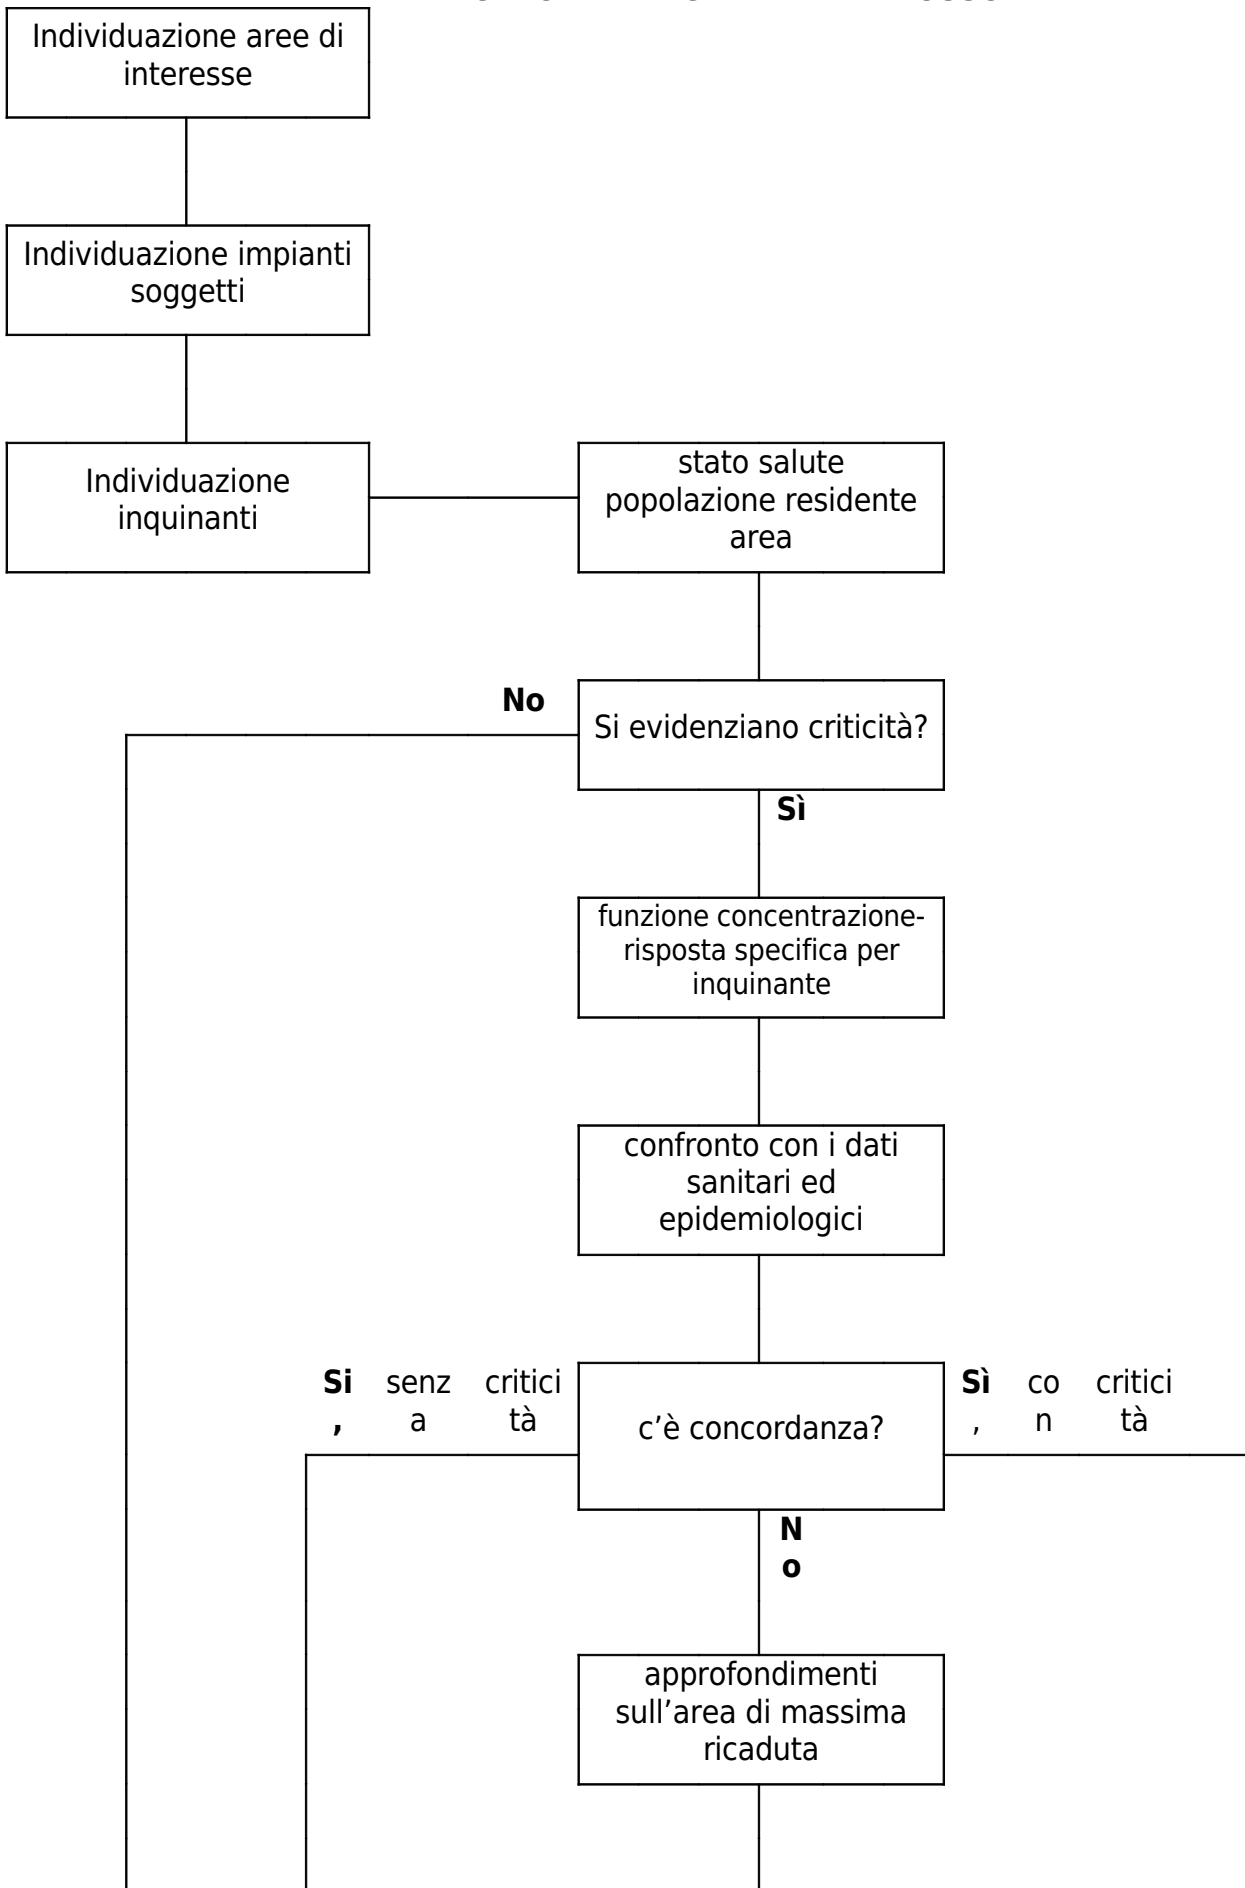 Individuazione aree di
interesse
Individuazione impianti
soggetti
Individuazione
inquinanti
stato salute
popolazione residente
area
No
Si evidenziano criticità?
Sì
funzione concentrazione-
risposta specifica per
inquinante
confronto con i dati
sanitari ed
epidemiologici
Si senz critici
, a tà
c’è concordanza?
Sì co critici
, n tà
N
o
approfondimenti
sull’area di massima
ricaduta